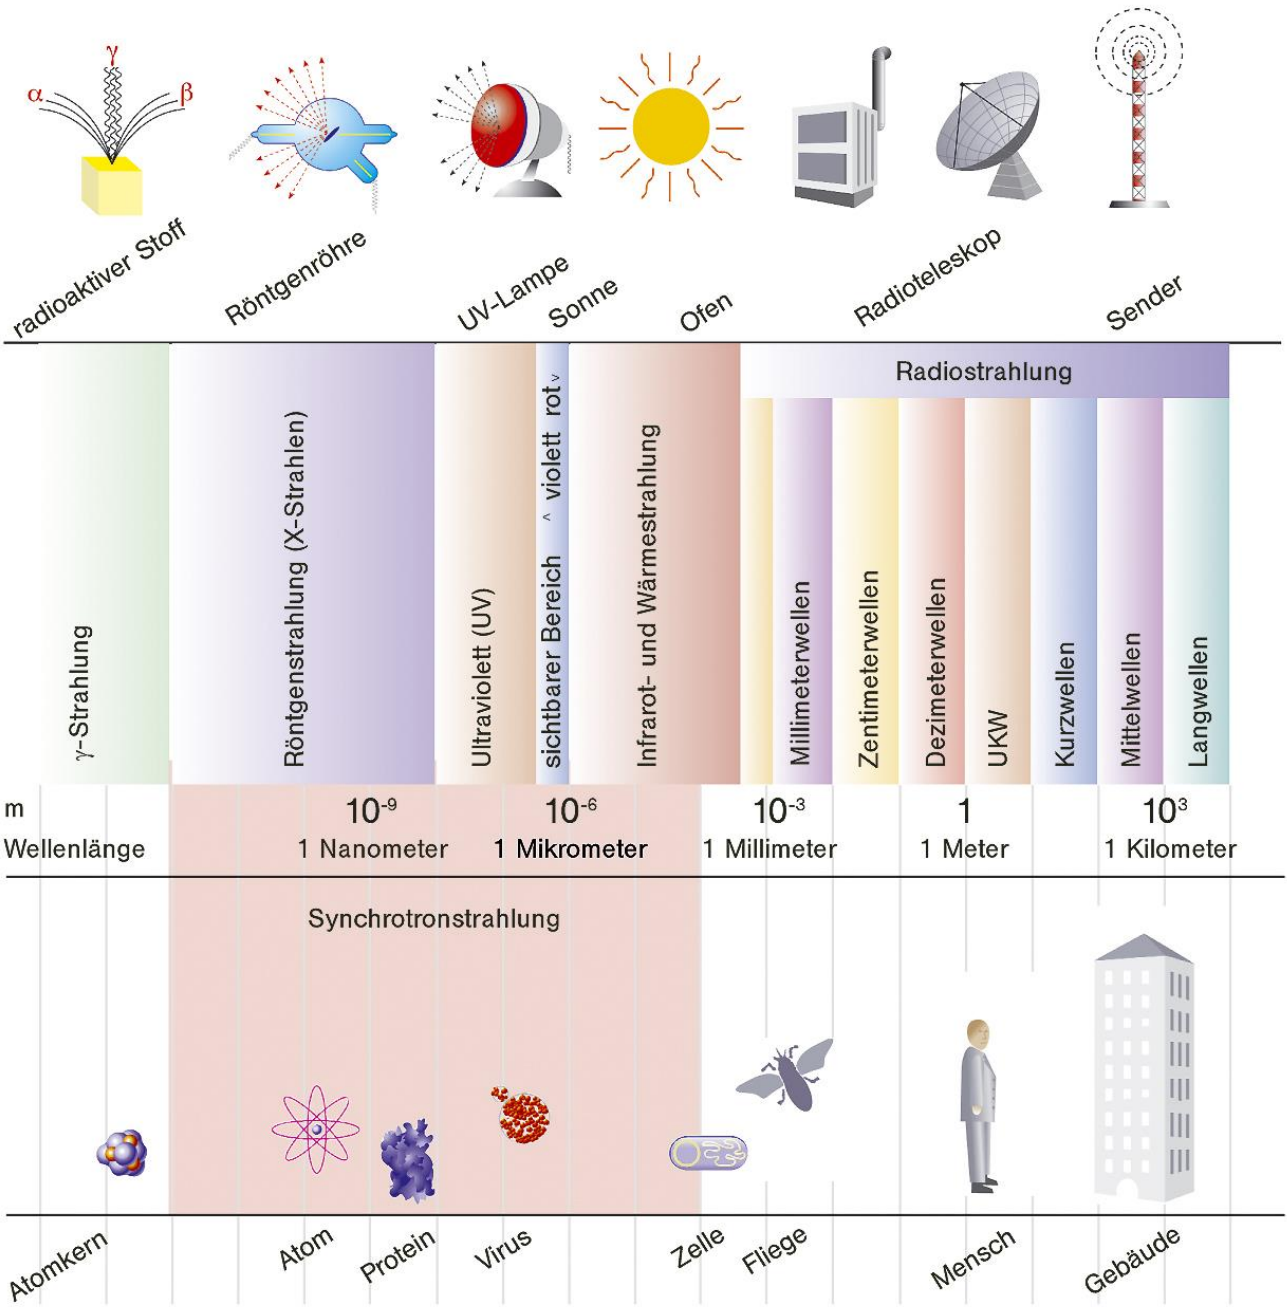 γ
α
β
radioaktiver Stoff
Röntgenröhre
UV-Lampe
Sonne
Ofen
Radioteleskop
Sender
Radiostrahlung
γ-Strahlung
Röntgenstrahlung (X-Strahlen)
Ultraviolett (UV)
sichtbarer Bereich < violett rot >
Infrarot- und Wärmestrahlung
Millimeterwellen
Zentimeterwellen
Dezimeterwellen
UKW
Kurzwellen
Mittelwellen
Langwellen
m 10⁻⁹ 10⁻⁶ 10⁻³ 1 10³
Wellenlänge 1 Nanometer 1 Mikrometer 1 Millimeter 1 Meter 1 Kilometer
Synchrotronstrahlung
Atomkern
Atom
Protein
Virus
Zelle
Fliege
Mensch
Gebäude